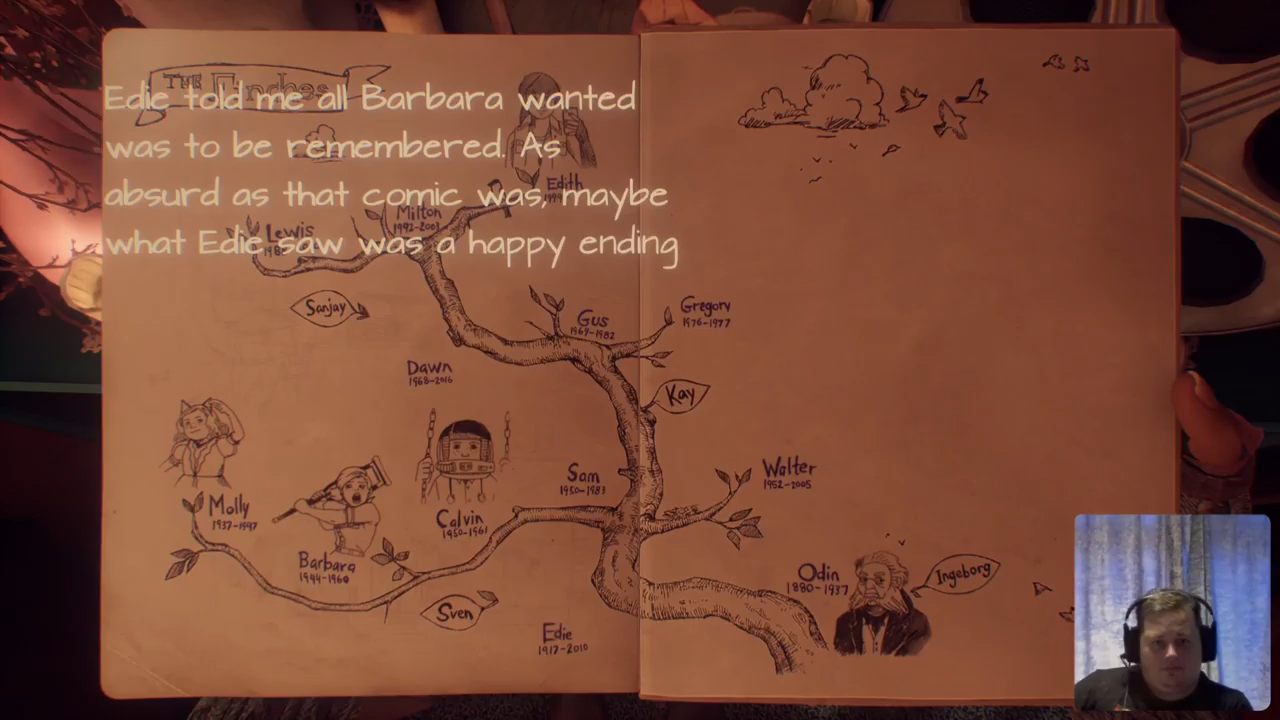 THE Finches
Edie told me all Barbara wanted
was to be remembered. As
absurd as that comic was, maybe
what Edie saw was a happy ending
Edith
Milton
1992-2003
Lewis
Sanjay
Gus
1969-1982
Gregory
1976-1977
Dawn
1968-2016
Kay
Sam
1950-1983
Walter
1952-2005
Molly
1937-1947
Calvin
1950-1961
Barbara
1944-1960
Odin
1880-1937
Ingeborg
Sven
Edie
1917-2010